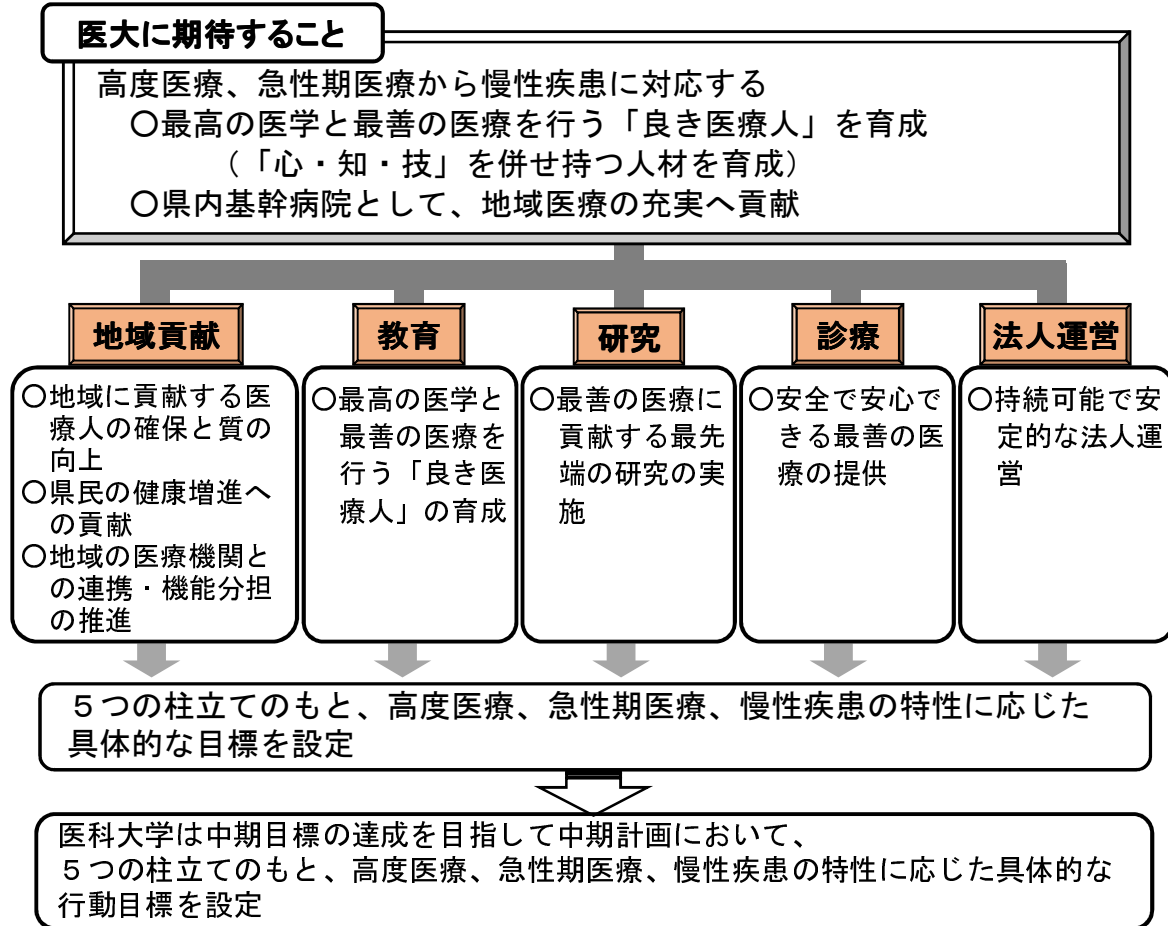 医大に期待すること
高度医療、急性期医療から慢性疾患に対応する
〇最高の医学と最善の医療を行う「良き医療人」を育成
（「心・知・技」を併せ持つ人材を育成）
〇県内基幹病院として、地域医療の充実へ貢献
地域貢献
〇地域に貢献する医
療人の確保と質の
向上
〇県民の健康増進へ
の貢献
〇地域の医療機関と
の連携・機能分担
の推進
教育
〇最高の医学と
最善の医療を
行う「良き医
療人」の育成
研究
〇最善の医療に
貢献する最先
端の研究の実
施
診療
〇安全で安心で
きる最善の医
療の提供
法人運営
〇持続可能で安
定的な法人運
営
５つの柱立てのもと、高度医療、急性期医療、慢性疾患の特性に応じた
具体的な目標を設定
医科大学は中期目標の達成を目指して中期計画において、
５つの柱立てのもと、高度医療、急性期医療、慢性疾患の特性に応じた具体的な
行動目標を設定